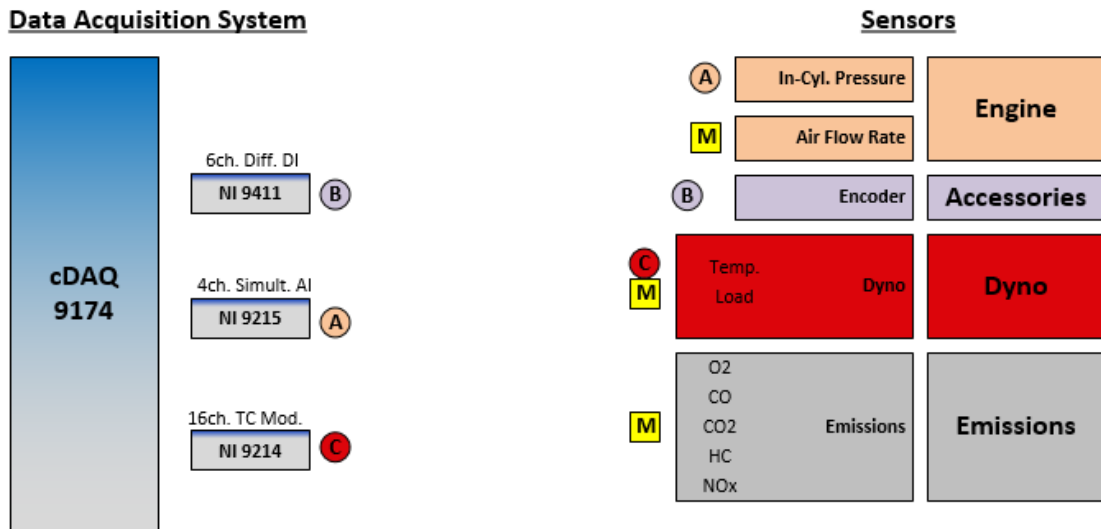 Data Acquisition System
cDAQ
9174
6ch. Diff. DI
NI 9411
B
4ch. Simult. AI
NI 9215
A
16ch. TC Mod.
NI 9214
C
Sensors
A
In-Cyl. Pressure
Engine
M
Air Flow Rate
B
Encoder
Accessories
C
M
Temp.
Load
Dyno
Dyno
M
O2
CO
CO2
HC
NOx
Emissions
Emissions